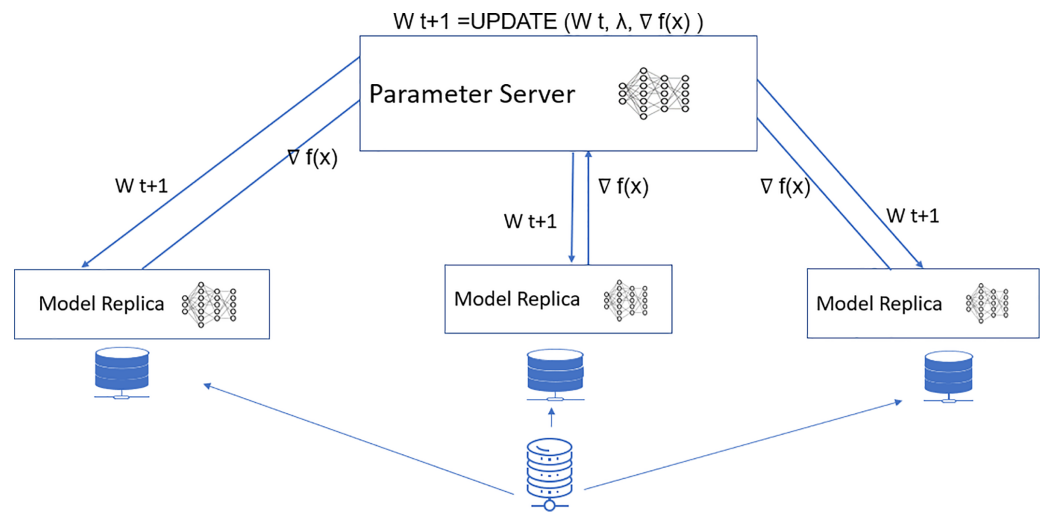 W t+1 =UPDATE (W t, λ, ∇ f(x) )
Parameter Server
∇ f(x)
W t+1
∇ f(x)
W t+1
∇ f(x)
W t+1
Model Replica
Model Replica
Model Replica